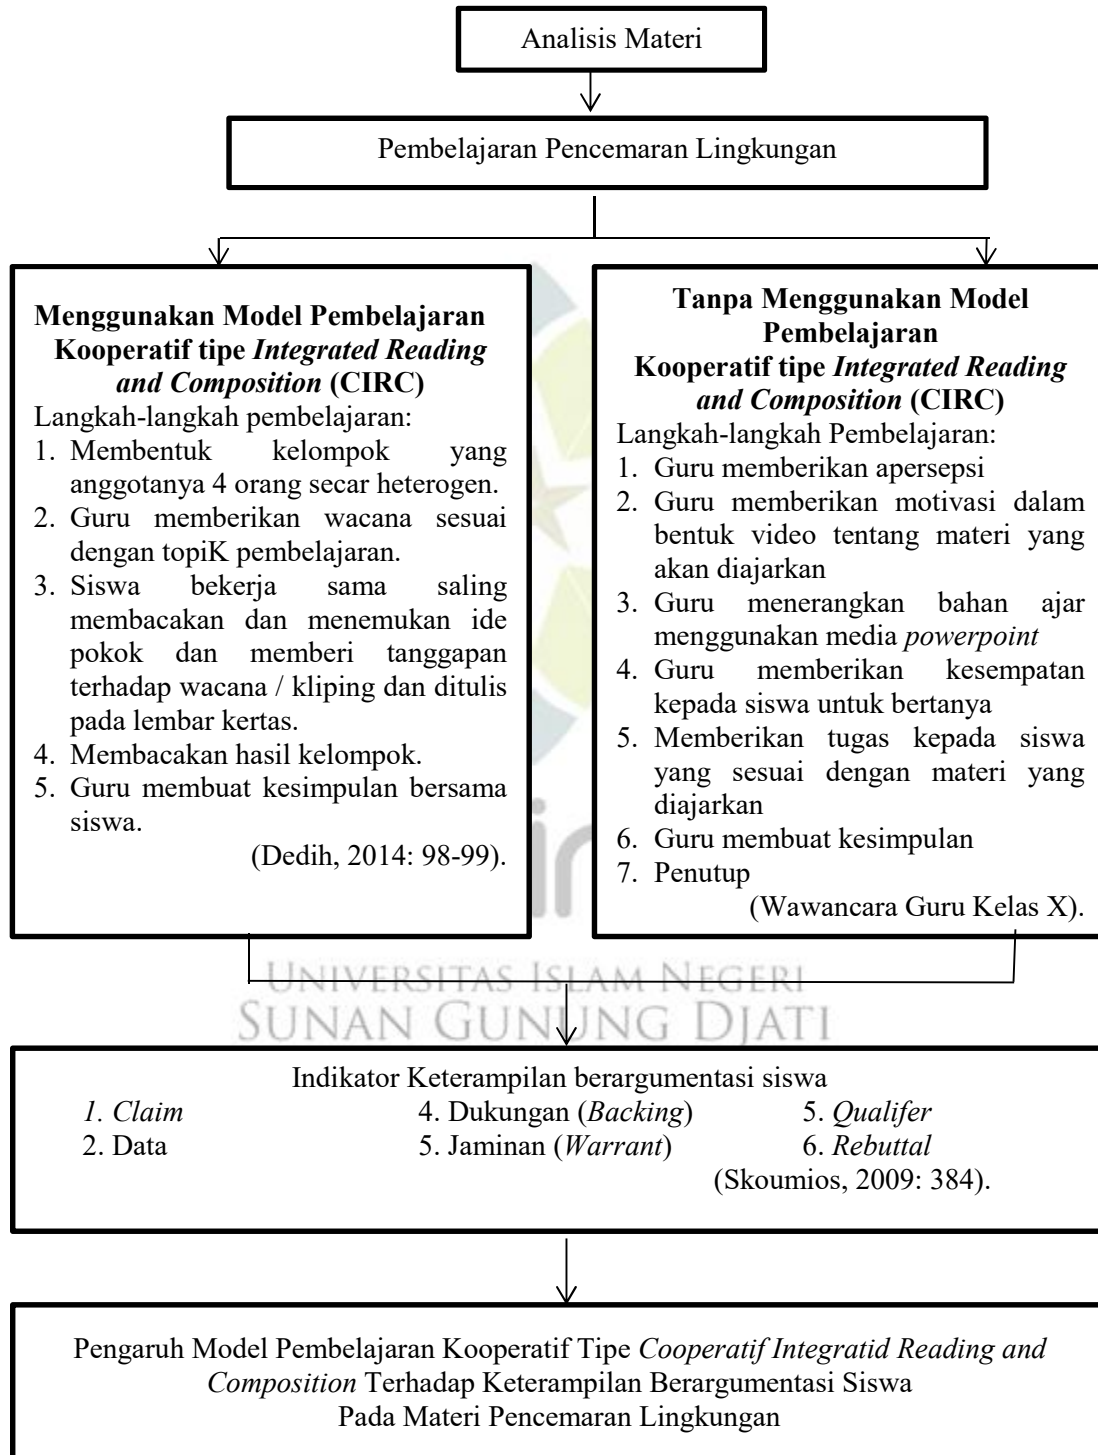 Analisis Materi
Pembelajaran Pencemaran Lingkungan
Menggunakan Model Pembelajaran
Kooperatif tipe Integrated Reading
and Composition (CIRC)
Langkah-langkah pembelajaran:
1. Membentuk kelompok yang
anggotanya 4 orang secar heterogen.
2. Guru memberikan wacana sesuai
dengan topiK pembelajaran.
3. Siswa bekerja sama saling
membacakan dan menemukan ide
pokok dan memberi tanggapan
terhadap wacana / kliping dan ditulis
pada lembar kertas.
4. Membacakan hasil kelompok.
5. Guru membuat kesimpulan bersama
siswa.
(Dedih, 2014: 98-99).
Tanpa Menggunakan Model
Pembelajaran
Kooperatif tipe Integrated Reading
and Composition (CIRC)
Langkah-langkah Pembelajaran:
1. Guru memberikan apersepsi
2. Guru memberikan motivasi dalam
bentuk video tentang materi yang
akan diajarkan
3. Guru menerangkan bahan ajar
menggunakan media powerpoint
4. Guru memberikan kesempatan
kepada siswa untuk bertanya
5. Memberikan tugas kepada siswa
yang sesuai dengan materi yang
diajarkan
6. Guru membuat kesimpulan
7. Penutup
(Wawancara Guru Kelas X).
UNIVERSITAS ISLAM NEGERI
SUNAN GUNUNG DJATI
Indikator Keterampilan berargumentasi siswa
1. Claim 4. Dukungan (Backing) 5. Qualifer
2. Data 5. Jaminan (Warrant) 6. Rebuttal
(Skoumios, 2009: 384).
Pengaruh Model Pembelajaran Kooperatif Tipe Cooperatif Integratid Reading and
Composition Terhadap Keterampilan Berargumentasi Siswa
Pada Materi Pencemaran Lingkungan